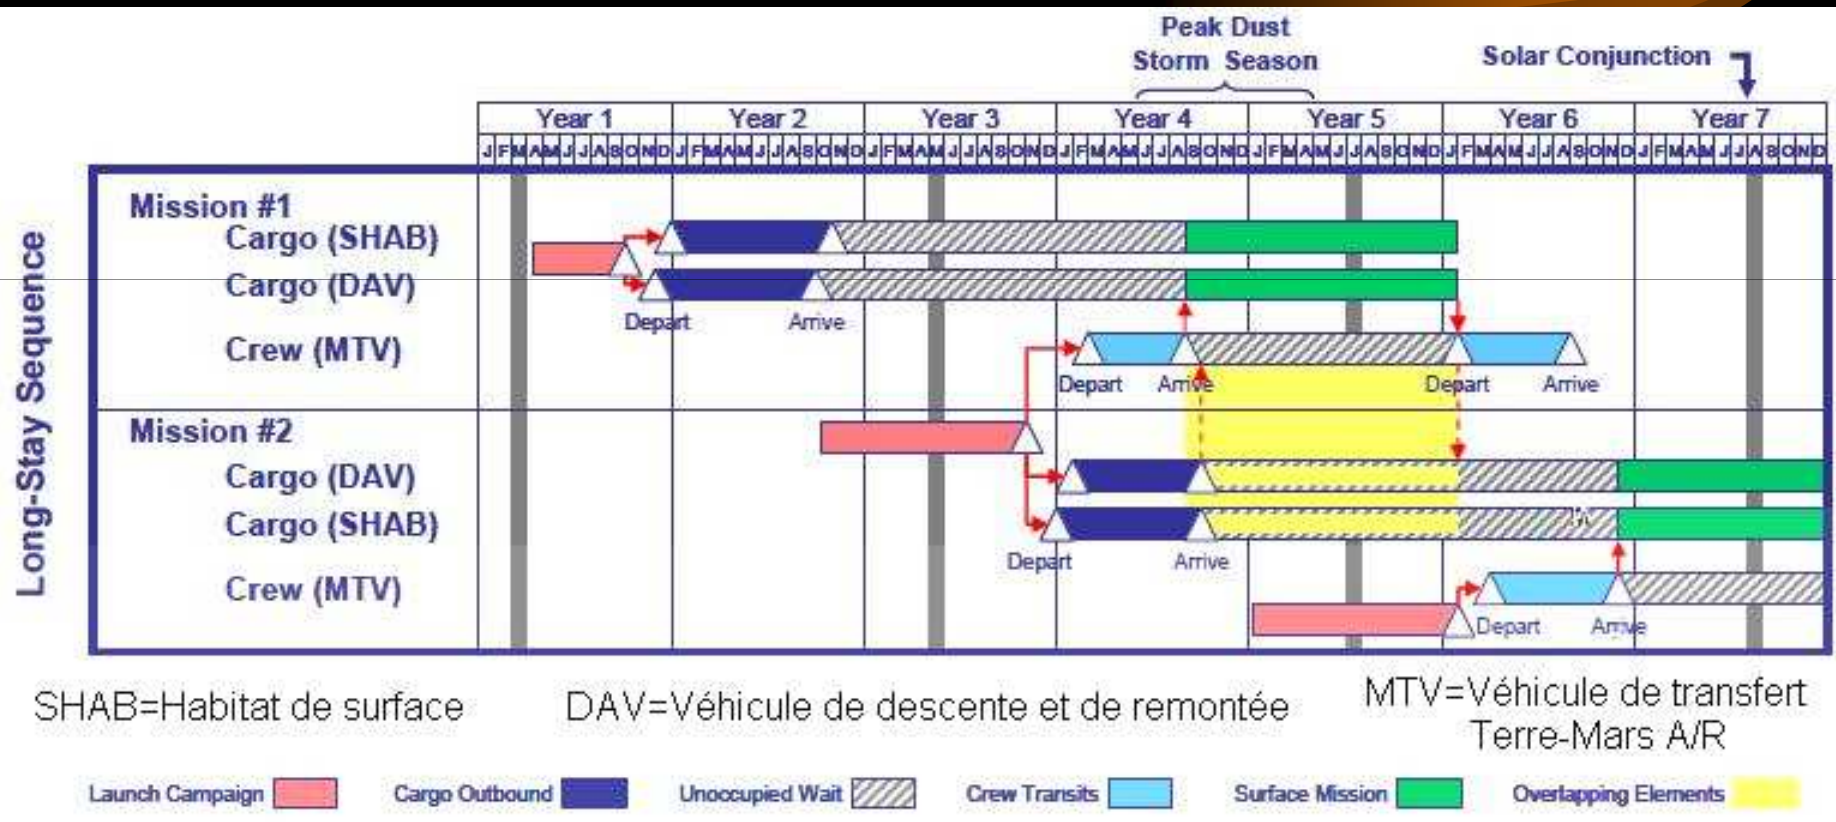 Peak Dust
Storm Season
Solar Conjunction
Year 1 Year 2 Year 3 Year 4 Year 5 Year 6 Year 7
J F M A M J J A S O N D J F M A M J J A S O N D J F M A M J J A S O N D J F M A M J J A S O N D J F M A M J J A S O N D J F M A M J J A S O N D J F M A M J J A S O N D
Long-Stay Sequence
Mission #1
Cargo (SHAB)
Cargo (DAV)
Depart Arrive
Crew (MTV)
Depart Arrive Depart Arrive
Mission #2
Cargo (DAV)
Cargo (SHAB)
Depart Arrive
Crew (MTV)
Depart Arrive
SHAB=Habitat de surface
DAV=Véhicule de descente et de remontée
MTV=Véhicule de transfert
Terre-Mars A/R
Launch Campaign Cargo Outbound Unoccupied Wait Crew Transits Surface Mission Overlapping Elements